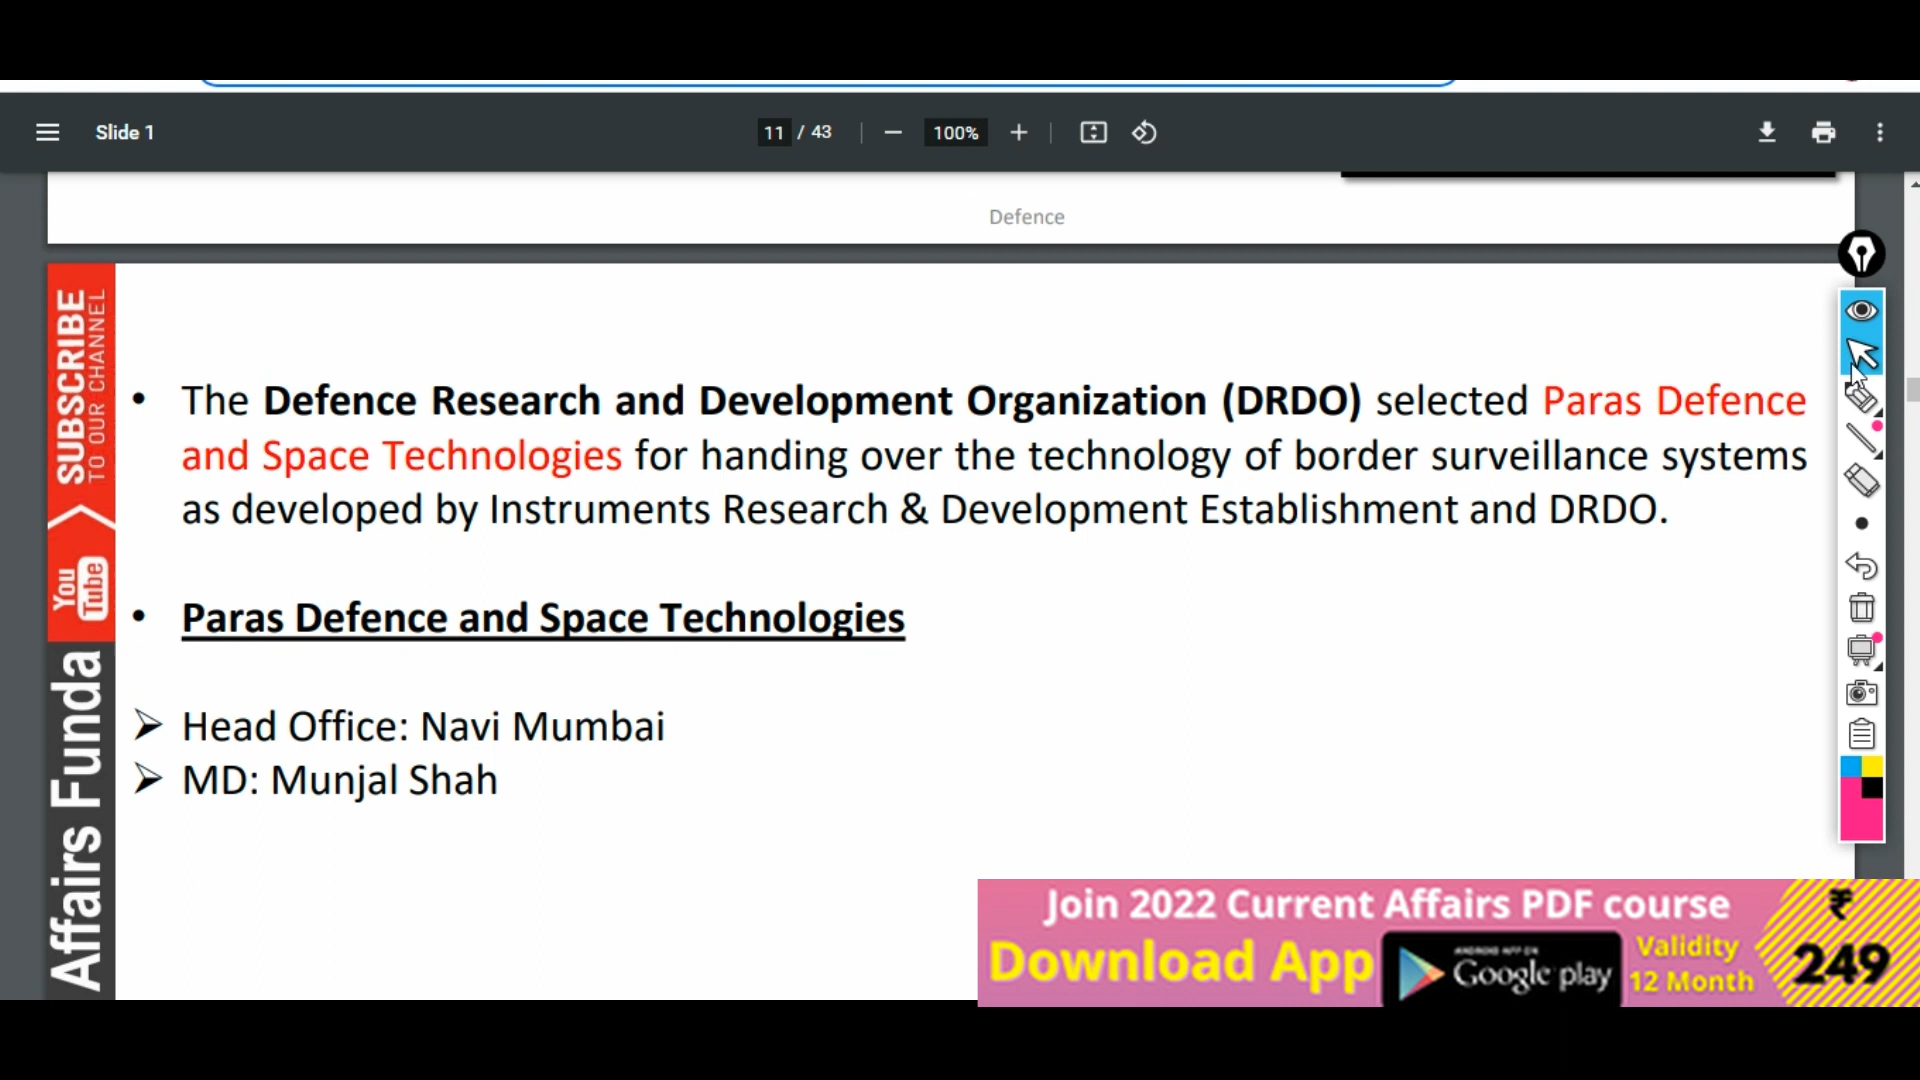 Slide 1
11 / 43
100%
Defence
SUBSCRIBE
TO OUR CHANNEL
You
Tube
Affairs Funda
• The Defence Research and Development Organization (DRDO) selected Paras Defence
and Space Technologies for handing over the technology of border surveillance systems
as developed by Instruments Research & Development Establishment and DRDO.
• Paras Defence and Space Technologies
➢ Head Office: Navi Mumbai
➢ MD: Munjal Shah
Join 2022 Current Affairs PDF course
Download App
ANDROID APP ON
Google play
Validity
12 Month
₹
249